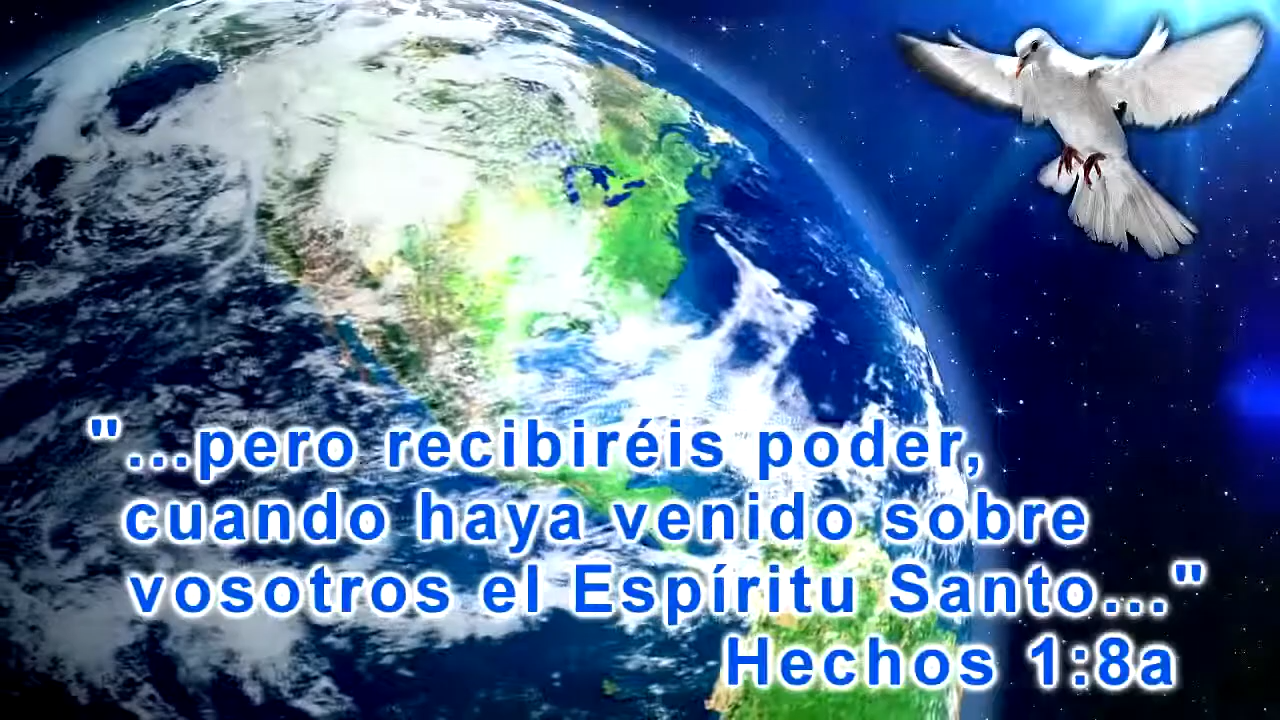 "...pero recibiréis poder,
cuando haya venido sobre
vosotros el Espíritu Santo..."
Hechos 1:8a